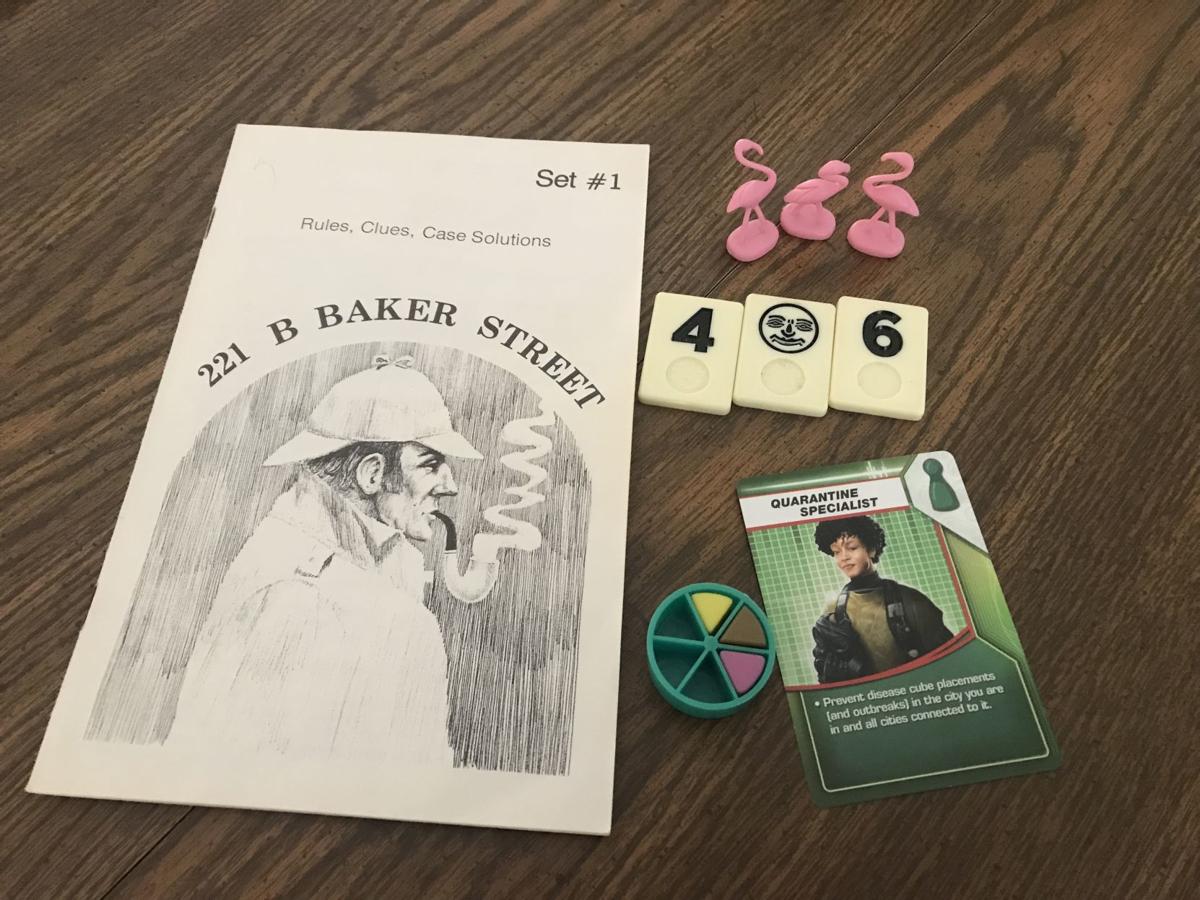 Set #1
Rules, Clues, Case Solutions
221 B BAKER STREET
4
6
QUARANTINE
SPECIALIST
• Prevent disease cube placements
(and outbreaks) in the city you are
in and all cities connected to it.